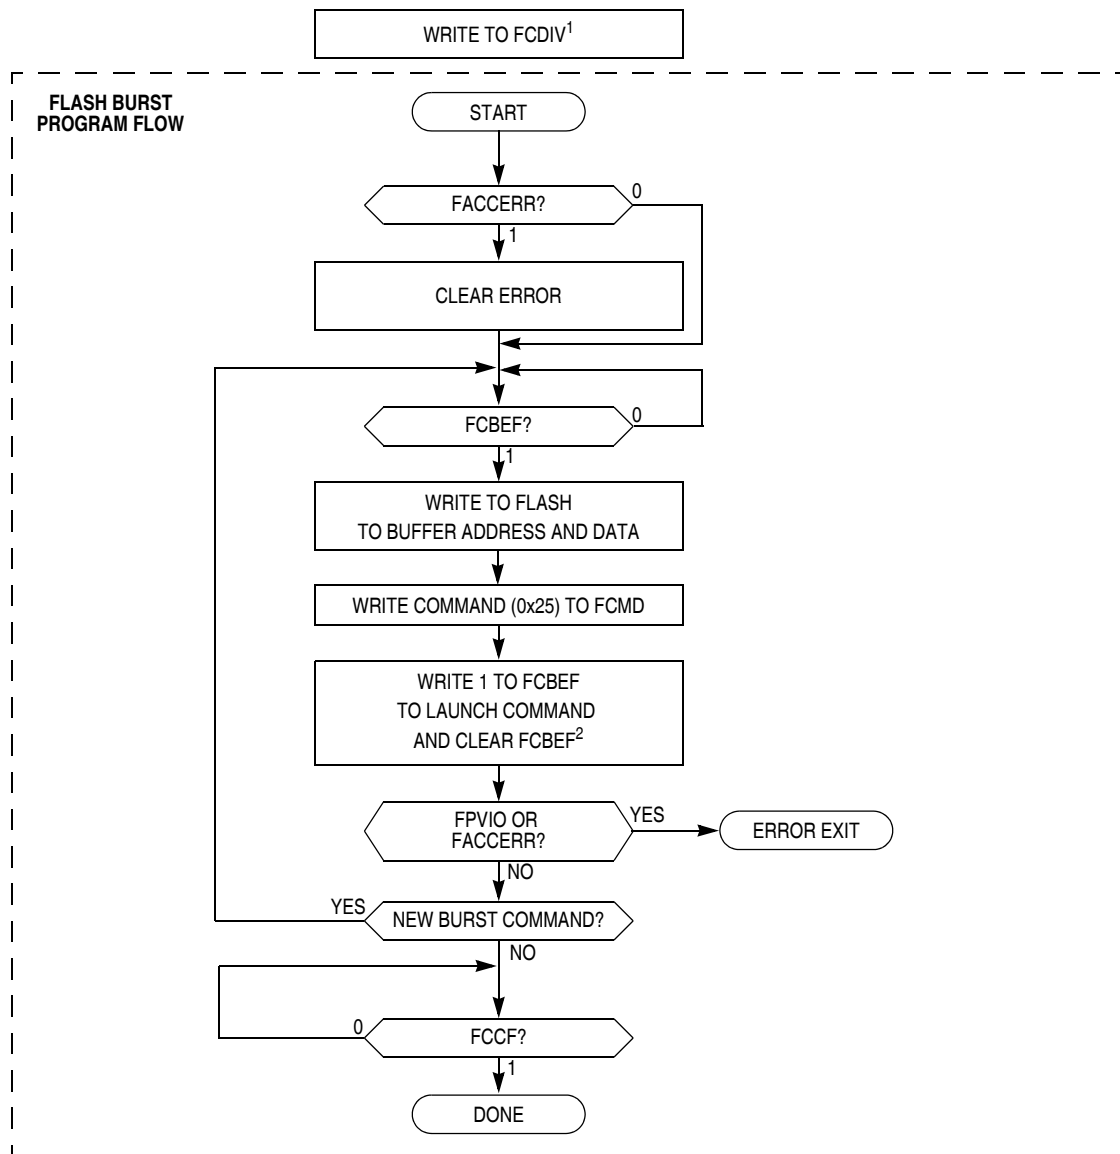 WRITE TO FCDIV1
FLASH BURST
PROGRAM FLOW
START
FACCERR?
0
1
CLEAR ERROR
FCBEF?
0
1
WRITE TO FLASH
TO BUFFER ADDRESS AND DATA
WRITE COMMAND (0x25) TO FCMD
WRITE 1 TO FCBEF
TO LAUNCH COMMAND
AND CLEAR FCBEF2
FPVIO OR
FACCERR?
YES
ERROR EXIT
NO
YES
NEW BURST COMMAND?
NO
0
FCCF?
1
DONE